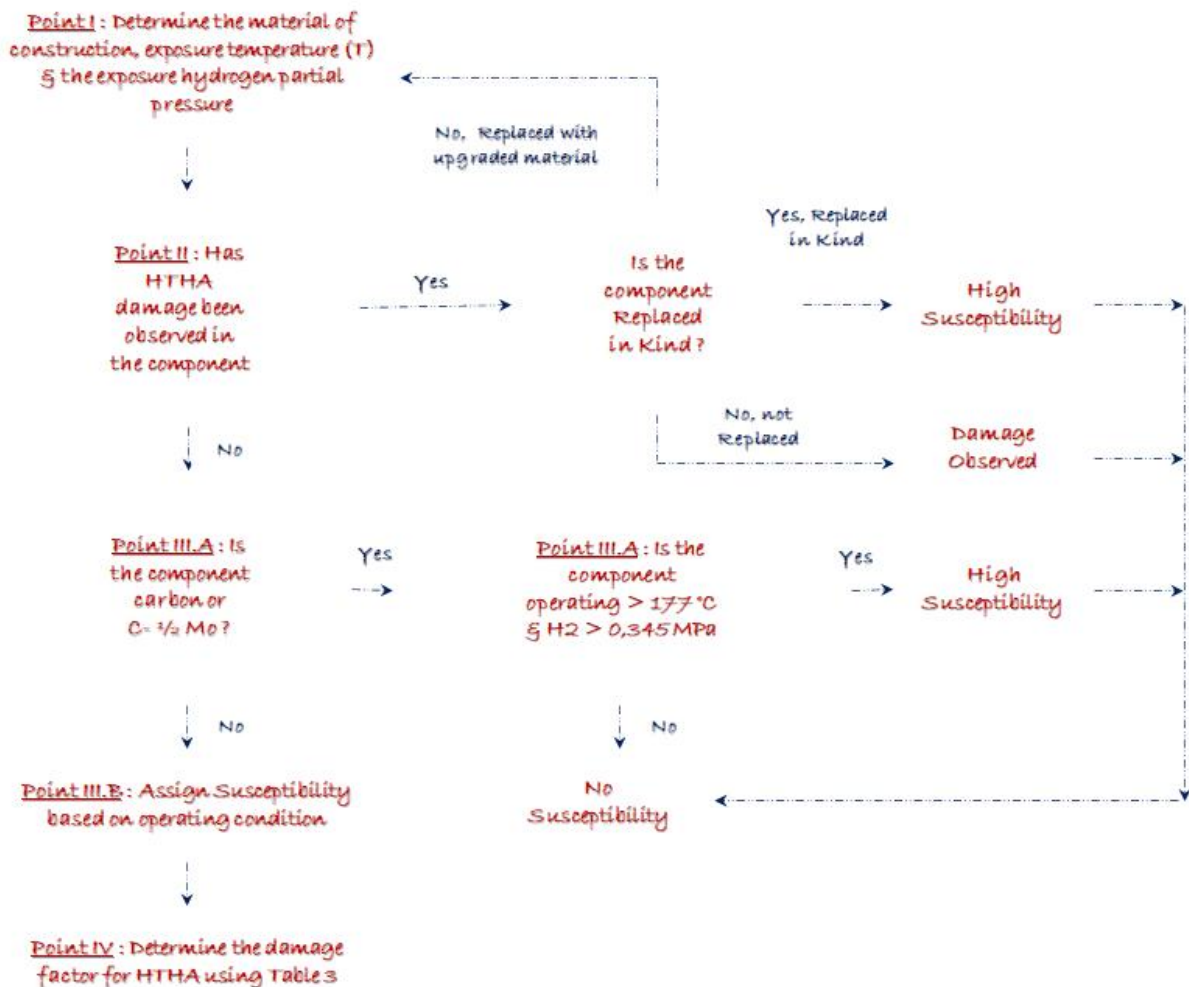 Point I : Determine the material of
construction, exposure temperature (T)
& the exposure hydrogen partial
pressure
No, Replaced with
upgraded material
Yes, Replaced
in Kind
Point II : Has
HTHA
damage been
observed in
the component
Yes
Is the
component
Replaced
in Kind ?
High
Susceptibility
No, not
Replaced
Damage
Observed
No
Point III.A : Is
the component
carbon or
C- ½ Mo ?
Yes
Point III.A : Is the
component
operating > 177 °C
& H2 > 0,345 MPa
Yes
High
Susceptibility
No
No
Point III.B : Assign Susceptibility
based on operating condition
No
Susceptibility
Point IV : Determine the damage
factor for HTHA using Table 3